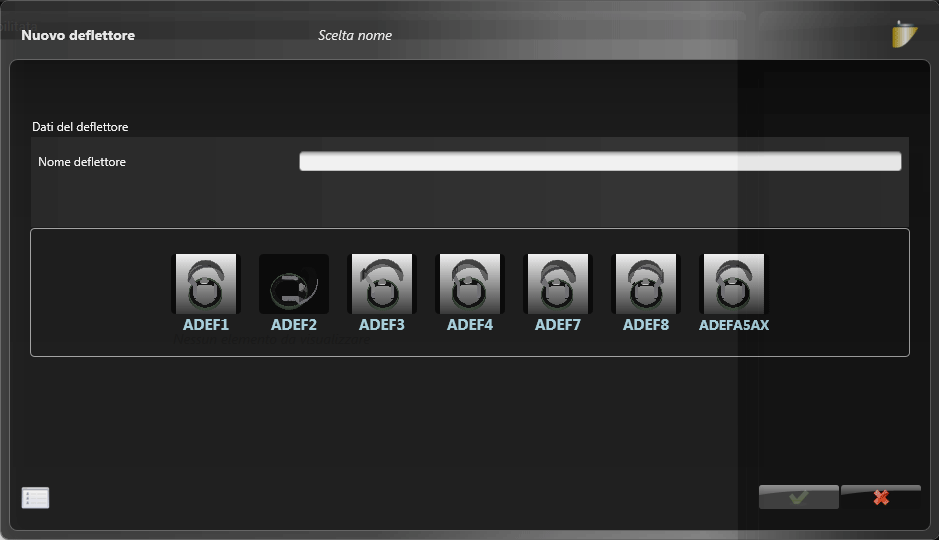 Nuovo deflettore
Scelta nome
Dati del deflettore
Nome deflettore
ADEF1 ADEF2 ADEF3 ADEF4 ADEF7 ADEF8 ADEFA5AX